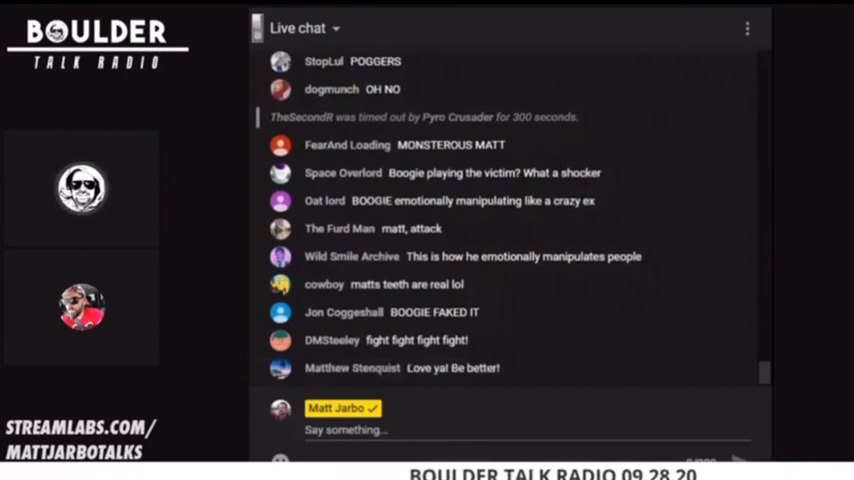 BOULDER
TALK RADIO
Live chat
StopLul POGGERS
dogmunch OH NO
TheSecondR was timed out by Pyro Crusader for 300 seconds.
FearAnd Loading MONSTEROUS MATT
Space Overlord Boogie playing the victim? What a shocker
Oat lord BOOGIE emotionally manipulating like a crazy ex
The Furd Man matt, attack
Wild Smile Archive This is how he emotionally manipulates people
cowboy matts teeth are real lol
Jon Coggeshall BOOGIE FAKED IT
DMSteeley fight fight fight fight!
Matthew Stenquist Love ya! Be better!
Matt Jarbo
Say something...
STREAMLABS.COM/
MATTJARBOTALKS
BOULDER TALK RADIO 09.28.20